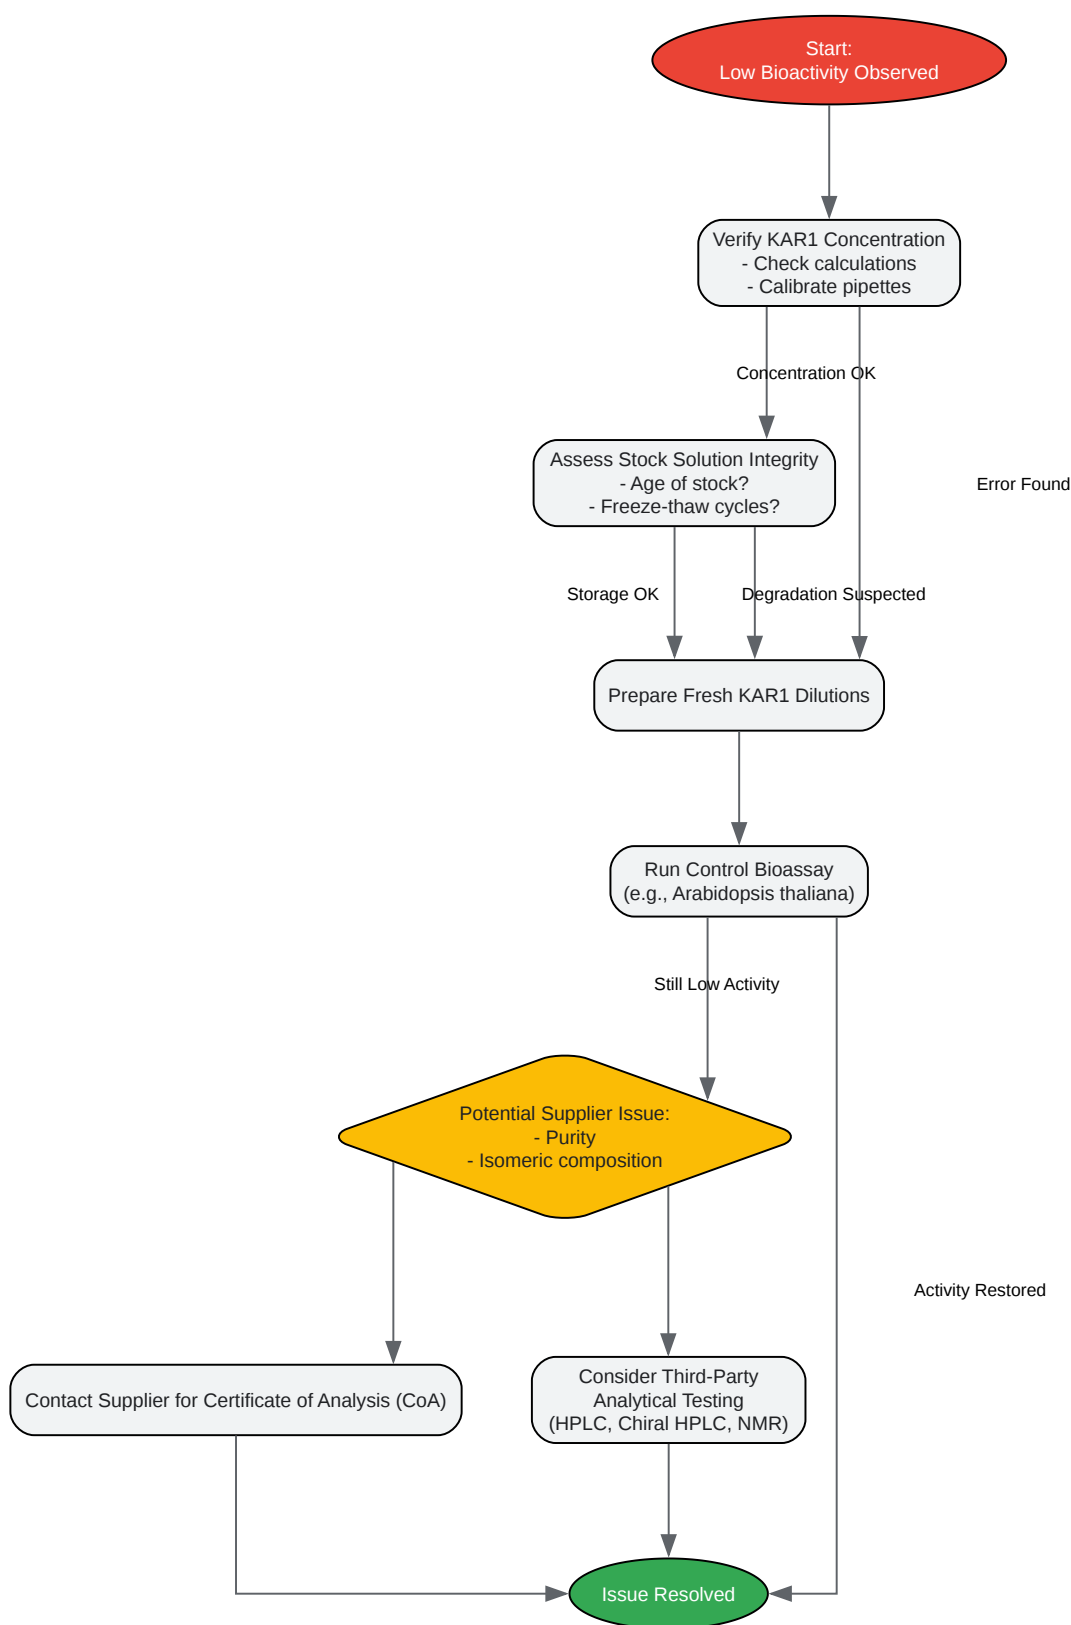 Start:
Low Bioactivity Observed
Verify KAR1 Concentration
- Check calculations
- Calibrate pipettes
Concentration OK
Assess Stock Solution Integrity
- Age of stock?
- Freeze-thaw cycles?
Error Found
Storage OK
Degradation Suspected
Prepare Fresh KAR1 Dilutions
Run Control Bioassay
(e.g., Arabidopsis thaliana)
Still Low Activity
Potential Supplier Issue:
- Purity
- Isomeric composition
Activity Restored
Contact Supplier for Certificate of Analysis (CoA)
Consider Third-Party
Analytical Testing
(HPLC, Chiral HPLC, NMR)
Issue Resolved